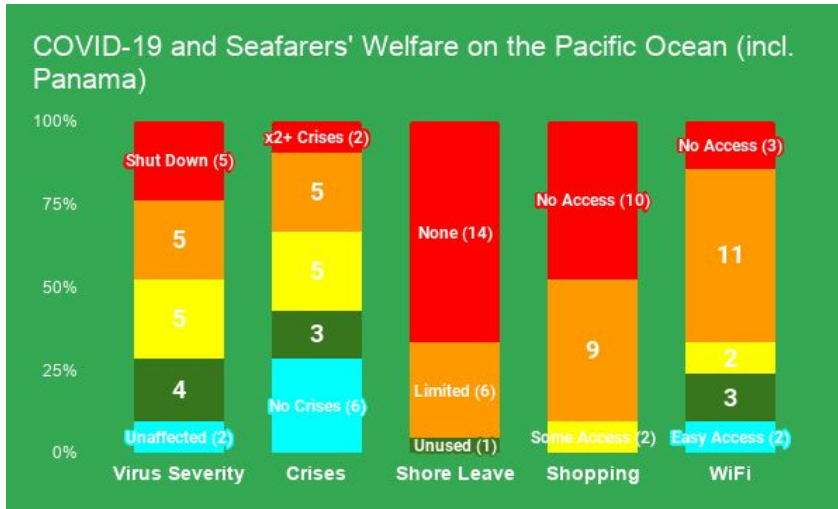 COVID-19 and Seafarers' Welfare on the Pacific Ocean (incl.
Panama)
100%
75%
50%
25%
0%
Shut Down (5)
5
5
4
Unaffected (2)
x2+ Crises (2)
5
5
3
No Crises (6)
None (14)
Limited (6)
Unused (1)
No Access (10)
9
Some Access (2)
No Access (3)
11
2
3
Easy Access (2)
Virus Severity
Crises
Shore Leave
Shopping
WiFi